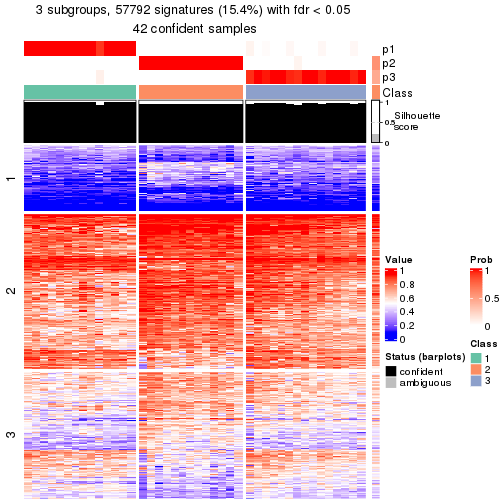 3 subgroups, 57792 signatures (15.4%) with fdr < 0.05
42 confident samples
p1
p2
p3
Class
1
0.5
0
Silhouette
score
1
2
3
Value
1
0.8
0.6
0.4
0.2
0
Prob
1
0.5
0
Status (barplots)
confident
ambiguous
Class
1
2
3